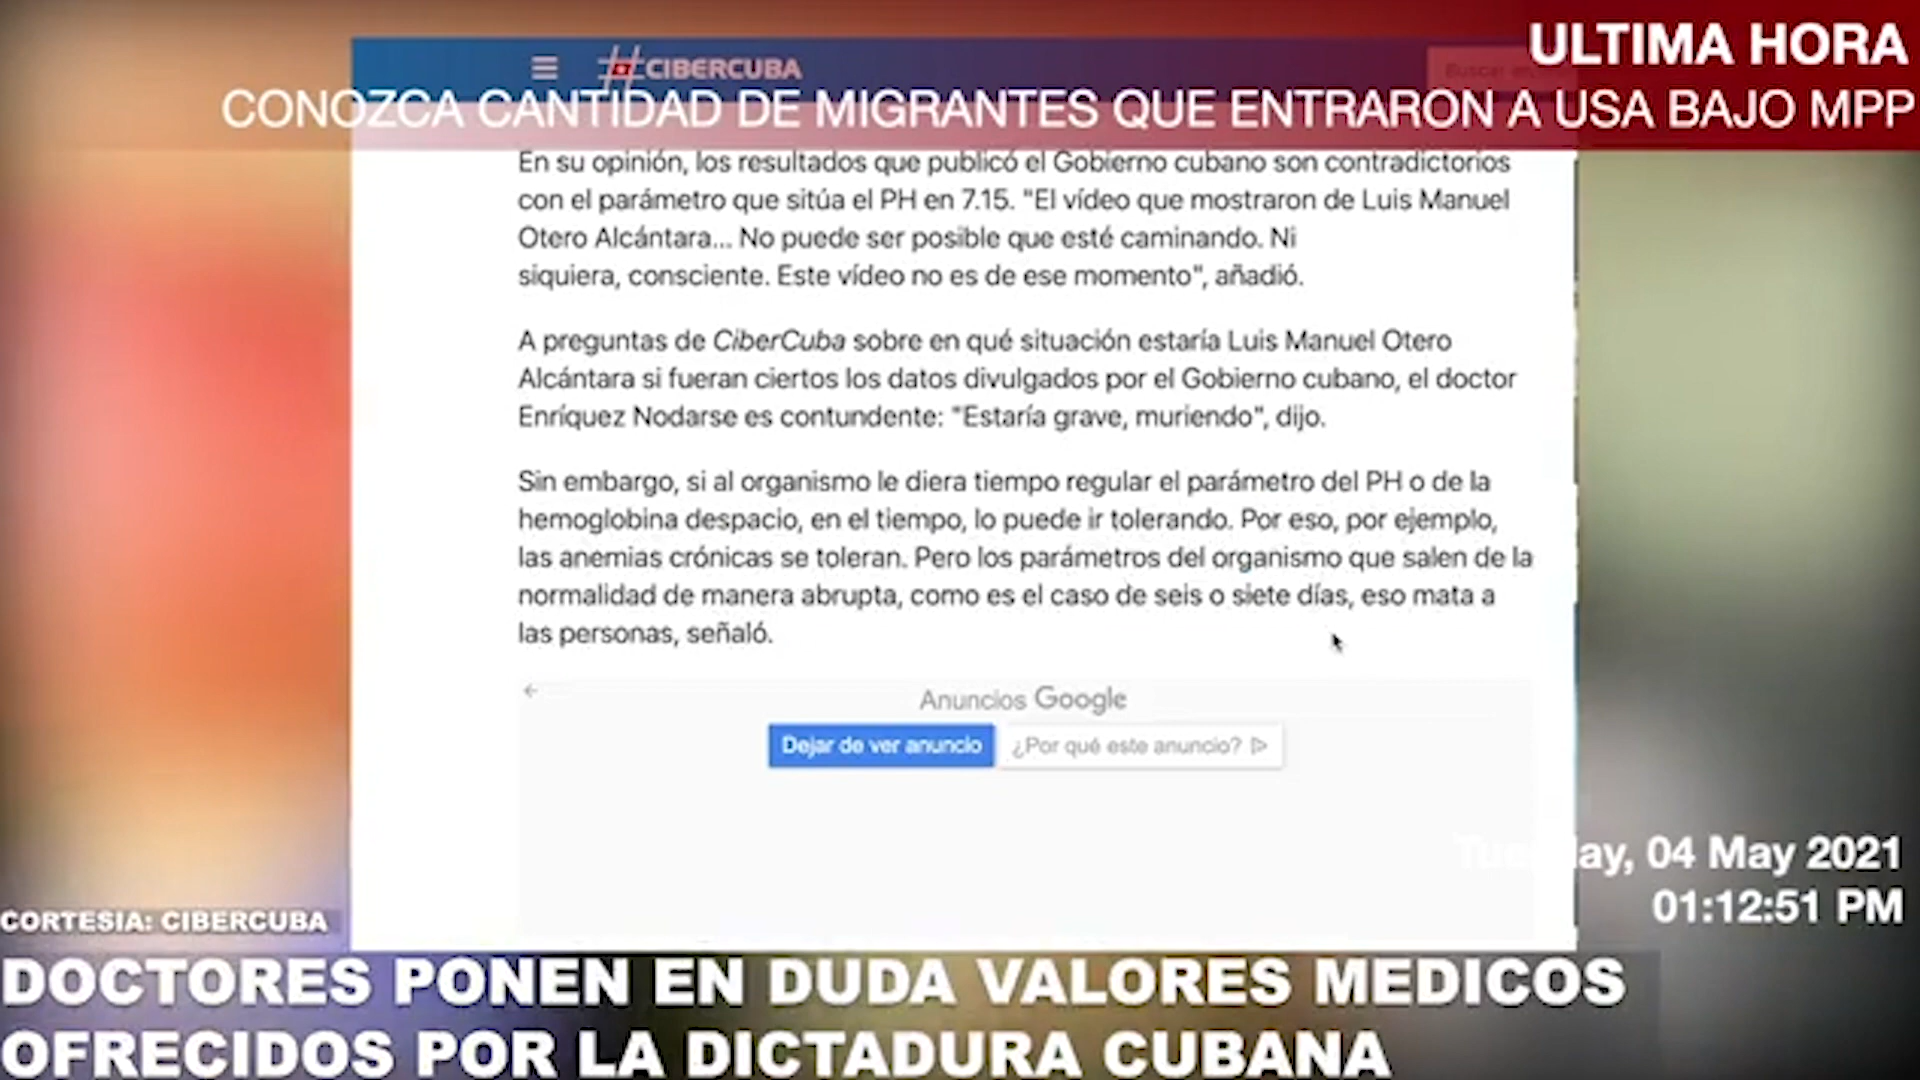 ULTIMA HORA
#CIBERCUBA
CONOZCA CANTIDAD DE MIGRANTES QUE ENTRARON A USA BAJO MPP
En su opinión, los resultados que publicó el Gobierno cubano son contradictorios
con el parámetro que sitúa el PH en 7.15. "El vídeo que mostraron de Luis Manuel
Otero Alcántara... No puede ser posible que esté caminando. Ni
siquiera, consciente. Este vídeo no es de ese momento", añadió.
A preguntas de CiberCuba sobre en qué situación estaría Luis Manuel Otero
Alcántara si fueran ciertos los datos divulgados por el Gobierno cubano, el doctor
Enríquez Nodarse es contundente: "Estaría grave, muriendo", dijo.
Sin embargo, si al organismo le diera tiempo regular el parámetro del PH o de la
hemoglobina despacio, en el tiempo, lo puede ir tolerando. Por eso, por ejemplo,
las anemias crónicas se toleran. Pero los parámetros del organismo que salen de la
normalidad de manera abrupta, como es el caso de seis o siete días, eso mata a
las personas, señaló.
Anuncios Google
Dejar de ver anuncio
¿Por qué este anuncio?
Tuesday, 04 May 2021
01:12:51 PM
CORTESIA: CIBERCUBA
DOCTORES PONEN EN DUDA VALORES MEDICOS
OFRECIDOS POR LA DICTADURA CUBANA